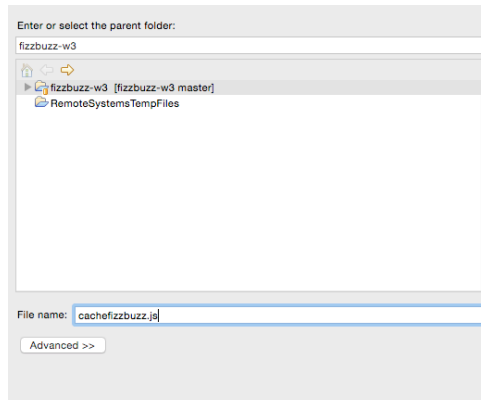 Enter or select the parent folder:
fizzbuzz-w3
fizzbuzz-w3 [fizzbuzz-w3 master]
RemoteSystemsTempFiles
File name: cachefizzbuzz.js
Advanced >>